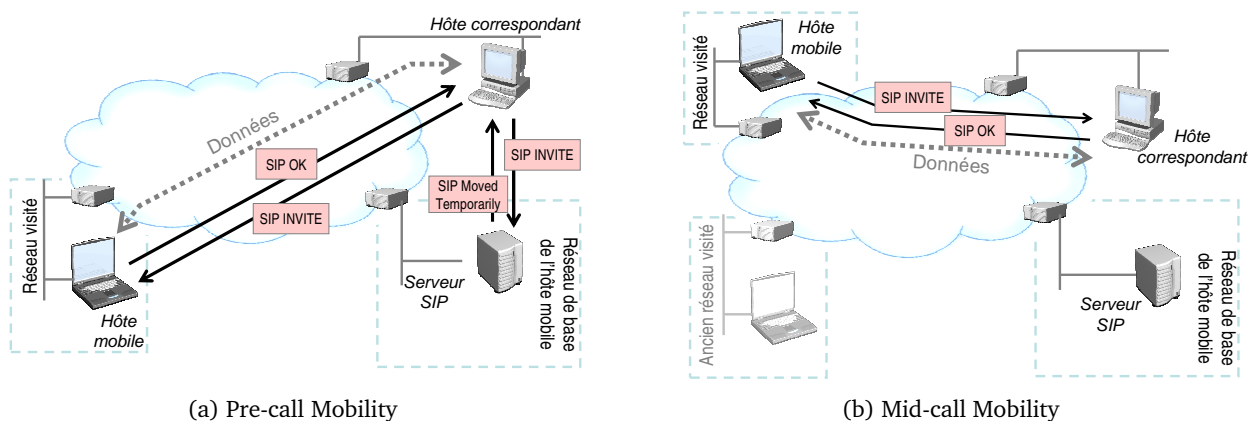 Hôte correspondant
Données
SIP OK
SIP INVITE
SIP INVITE
SIP Moved
Temporarily
Réseau visité
Hôte
mobile
Serveur
SIP
Réseau de base
de l'hôte mobile
(a) Pre-call Mobility
Hôte
mobile
Réseau visité
SIP INVITE
SIP OK
Données
Hôte
correspondant
Ancien réseau visité
Serveur
SIP
Réseau de base
de l'hôte mobile
(b) Mid-call Mobility